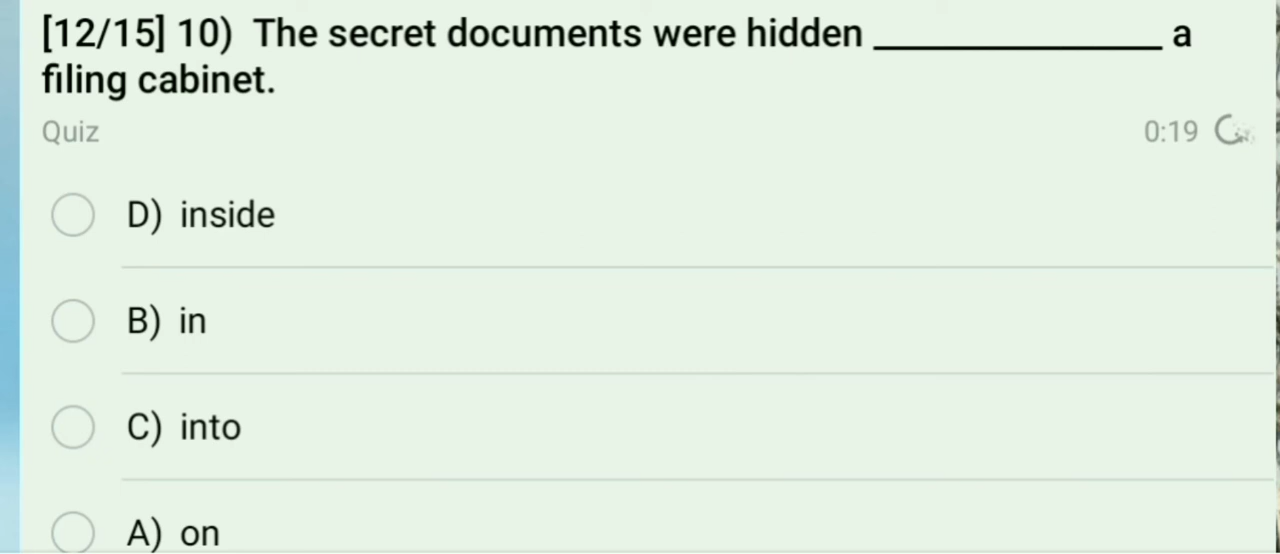 [12/15] 10) The secret documents were hidden ______________ a
filing cabinet.
Quiz
0:19
D) inside
B) in
C) into
A) on